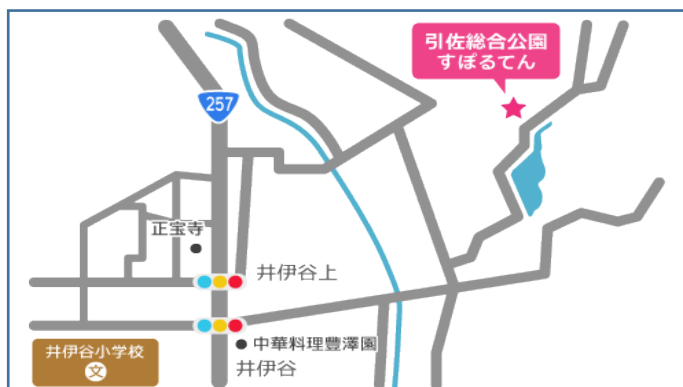 引佐総合公園
すぽるてん
257
正宝寺
井伊谷上
中華料理豊澤園
井伊谷小学校
文
井伊谷